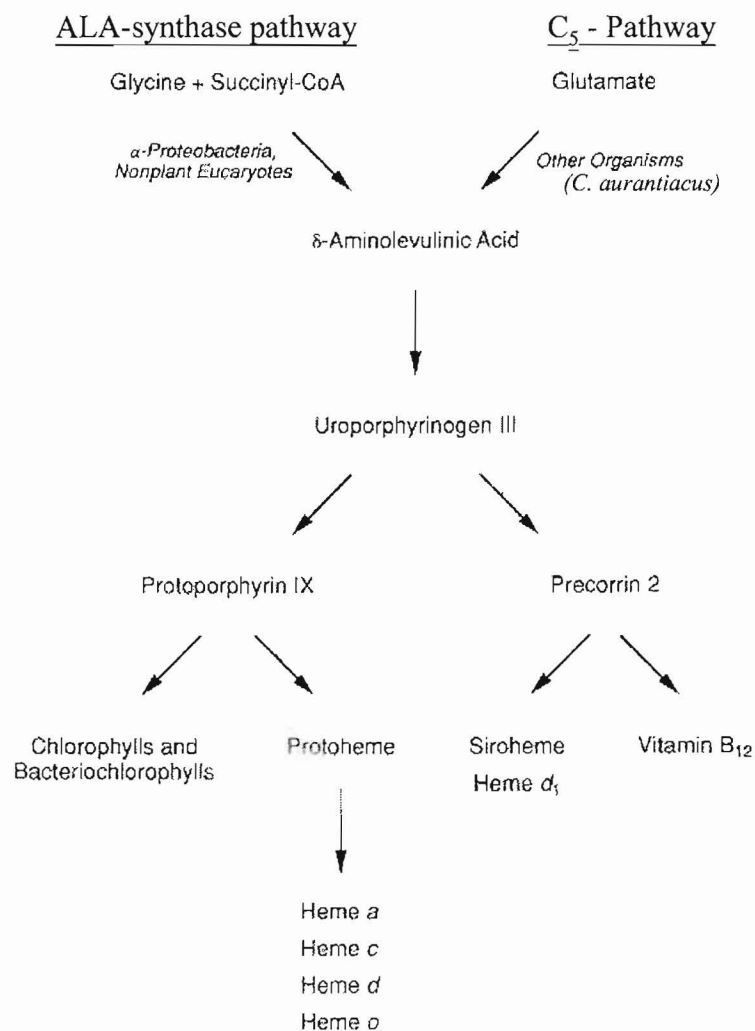 ALA-synthase pathway
C5 - Pathway
Glycine + Succinyl-CoA
Glutamate
α-Proteobacteria,
Nonplant Eucaryotes
Other Organisms
(C. aurantiacus)
δ-Aminolevulinic Acid
Uroporphyrinogen III
Protoporphyrin IX
Precorrin 2
Chlorophylls and
Bacteriochlorophylls
Protoheme
Siroheme
Heme d1
Vitamin B12
Heme a
Heme c
Heme d
Heme o